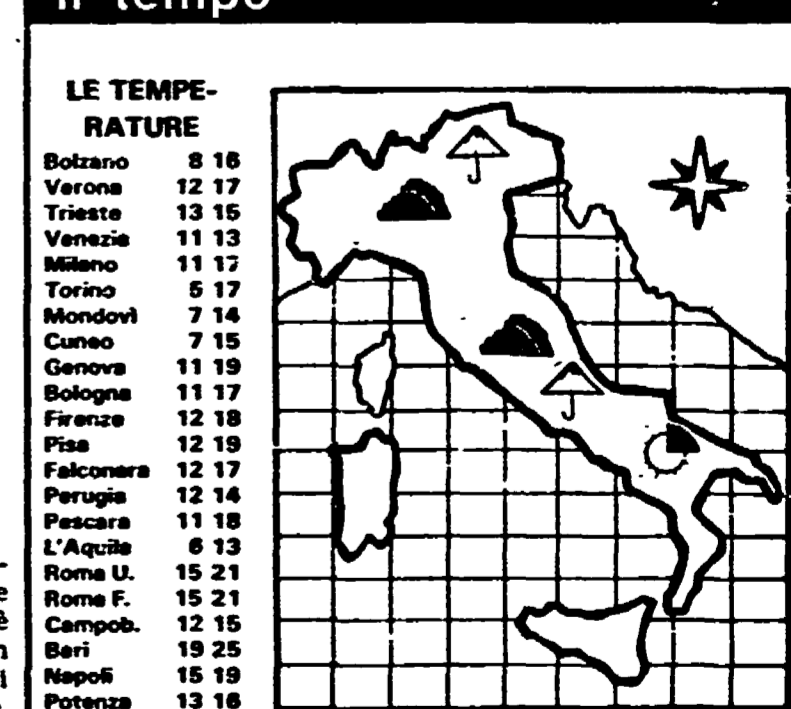 Il tempo
LE TEMPE-
RATURE
Bolzano 8 16
Verona 12 17
Trieste 13 15
Venezia 11 13
Milano 11 17
Torino 5 17
Mondovì 7 14
Cuneo 7 15
Genova 11 19
Bologna 11 17
Firenze 12 18
Pisa 12 19
Falconara 12 17
Perugia 12 14
Pescara 11 18
L'Aquila 6 13
Roma U. 15 21
Roma F. 15 21
Campob. 12 15
Bari 19 25
Napoli 15 19
Potenza 13 16